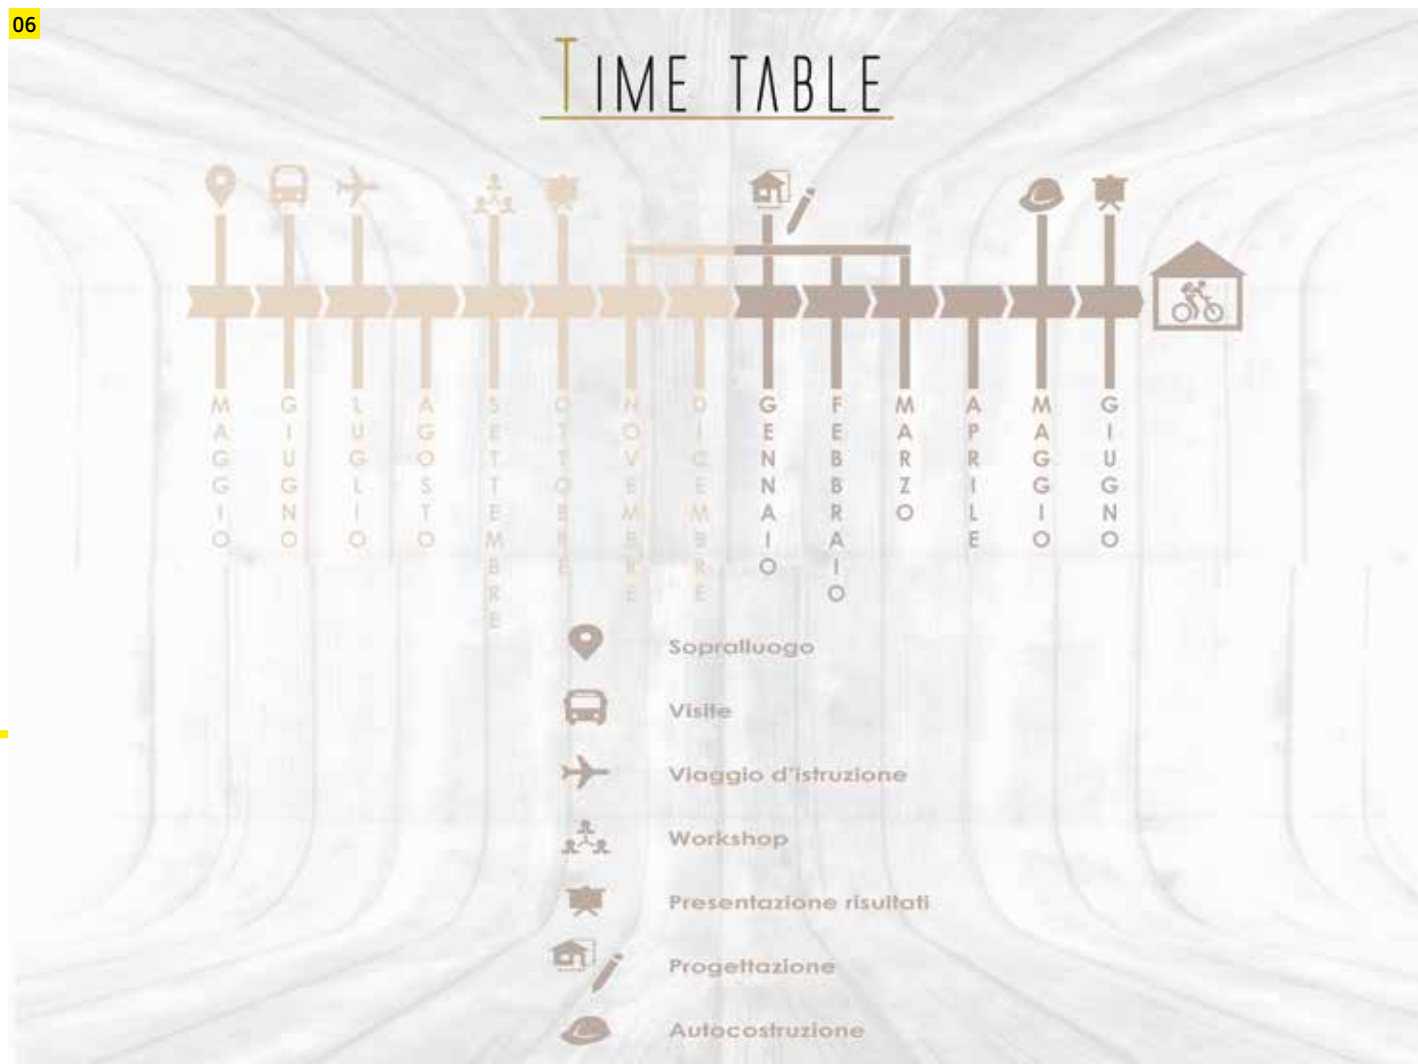 06
TIME TABLE
MAGGIO
GIUGNO
LUGLIO
AGOSTO
SETTEMBRE
OTTOBRE
NOVEMBRE
DICEMBRE
GENNAIO
FEBBRAIO
MARZO
APRILE
MAGGIO
GIUGNO
Sopralluogo
Visite
Viaggio d'istruzione
Workshop
Presentazione risultati
Progettazione
Autocostruzione